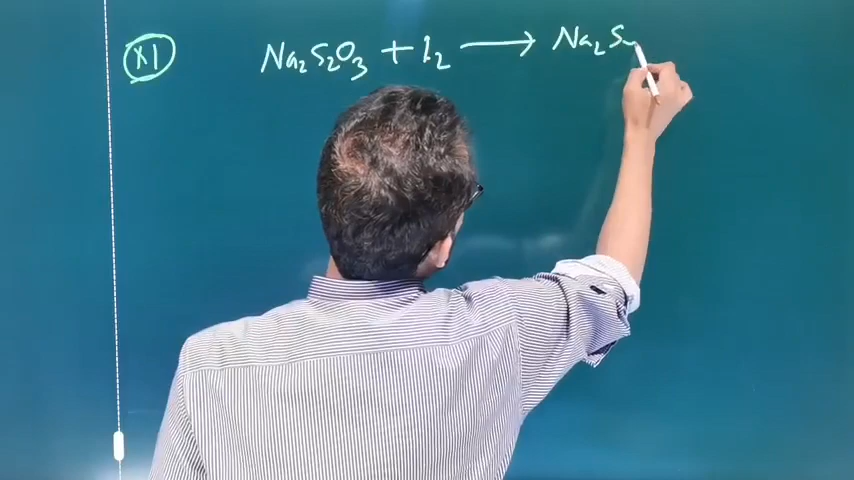 X1 Na₂S₂O₃ + I₂ ⟶ Na₂S